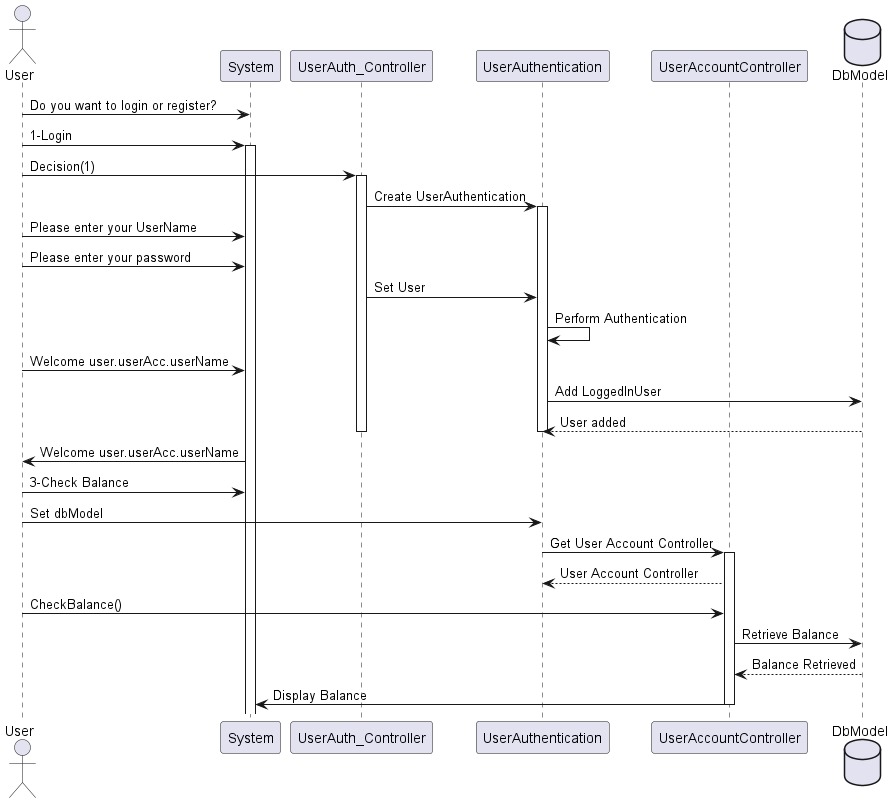 User
System
UserAuth_Controller
UserAuthentication
UserAccountController
DbModel
Do you want to login or register?
1-Login
Decision(1)
Create UserAuthentication
Please enter your UserName
Please enter your password
Set User
Perform Authentication
Welcome user.userAcc.userName
Add LoggedInUser
User added
Welcome user.userAcc.userName
3-Check Balance
Set dbModel
Get User Account Controller
User Account Controller
CheckBalance()
Retrieve Balance
Balance Retrieved
Display Balance
User
System
UserAuth_Controller
UserAuthentication
UserAccountController
DbModel